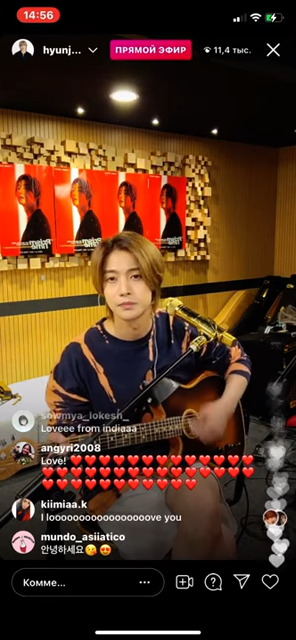 14:56
hyunj...
ПРЯМОЙ ЭФИР
11,4 тыс.
sowmya_lokesh_
Loveee from indiaaa
angyri2008
Love! ❤️❤️❤️❤️❤️❤️❤️❤️❤️❤️❤️❤️❤️
❤️❤️❤️❤️❤️❤️❤️❤️❤️❤️❤️❤️❤️❤️❤️
❤️❤️❤️❤️❤️❤️❤️❤️❤️❤️❤️
kiimiaa.k
I looooooooooooooooove you
mundo_asiiatico
안녕하세요😘😍
Комме...